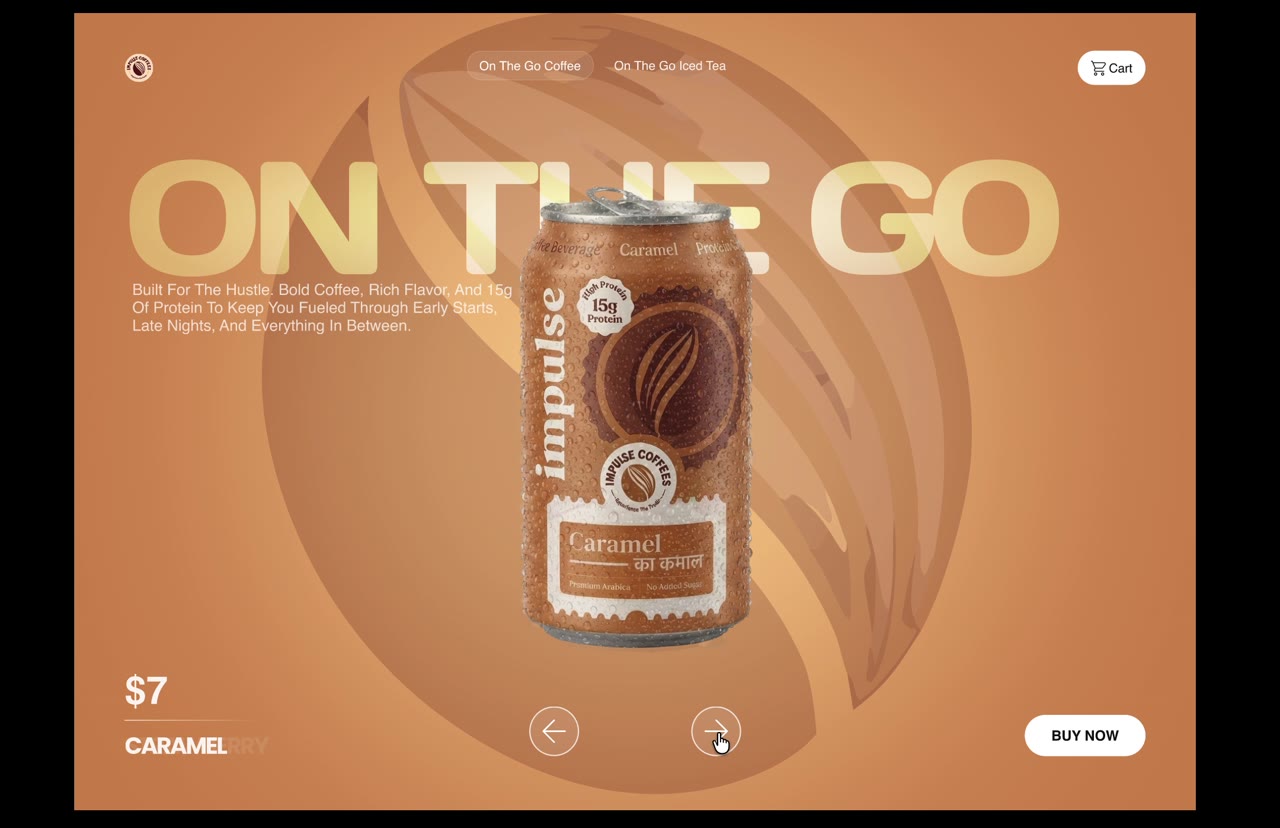 On The Go Coffee
On The Go Iced Tea
Cart
ON THE GO
Built For The Hustle. Bold Coffee, Rich Flavor, And 15g
Of Protein To Keep You Fueled Through Early Starts,
Late Nights, And Everything In Between.
Beverage Caramel Protein
High Protein
15g
Protein
impulse
IMPULSE COFFEES
Caramel
का कमाल
Premium Arabica No Added Sugar
$7
CARAMEL
BUY NOW